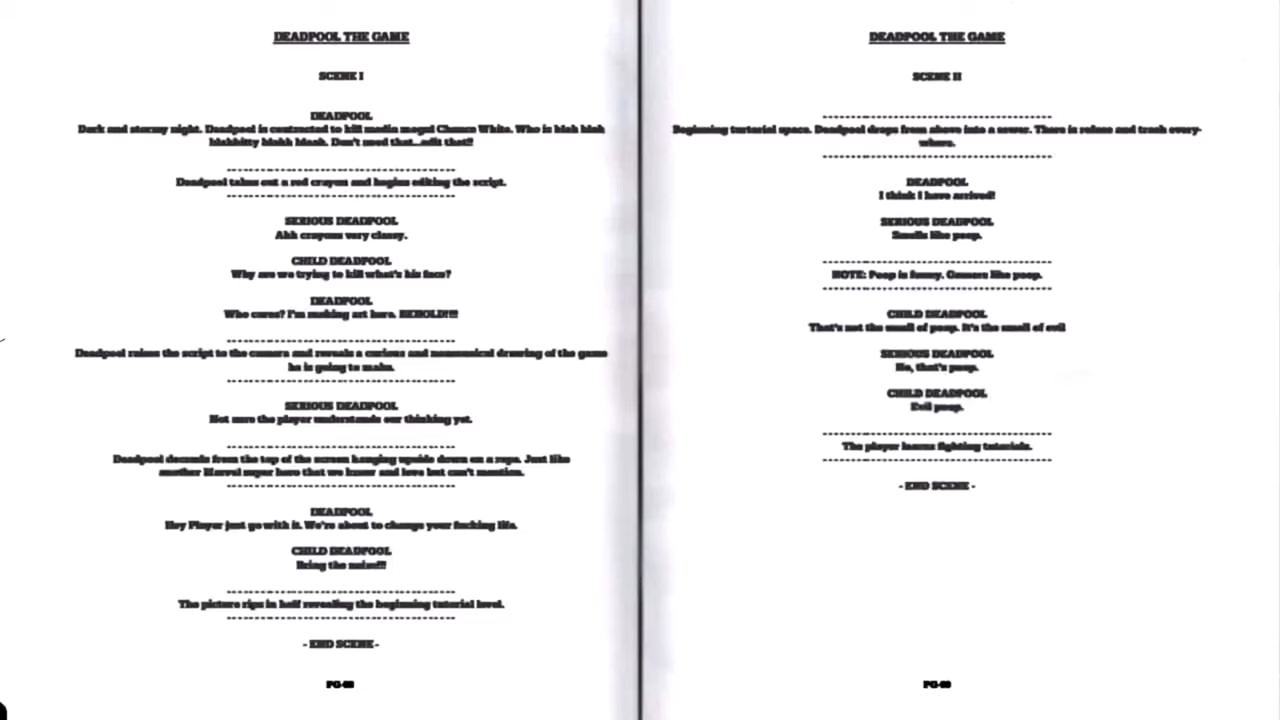 DEADPOOL THE GAME
SCENE I
DEADPOOL
Dark and stormy night. Deadpool is contracted to kill media mogul Chance White. Who is blah blah
blahbitty blahh blaah. Don't need that...edit that!!
Deadpool takes out a red crayon and begins editing the script.
SERIOUS DEADPOOL
Ahh crayons very classy.
CHILD DEADPOOL
Why are we trying to kill what's his face?
DEADPOOL
Who cares? I'm making art here. BEHOLD!!!!
Deadpool raises the script to the camera and reveals a curious and nonsensical drawing of the game
he is going to make.
SERIOUS DEADPOOL
Not sure the player understands our thinking yet.
Deadpool descends from the top of the screen hanging upside down on a rope. Just like
another Marvel super hero that we know and love but can't mention.
DEADPOOL
Hey Player just go with it. We're about to change your fucking life.
CHILD DEADPOOL
Bring the noise!!!
The picture rips in half revealing the beginning tutorial level.
- END SCENE -
DEADPOOL THE GAME
SCENE II
Beginning tutorial space. Deadpool drops from above into a sewer. There is refuse and trash every-
where.
DEADPOOL
I think I have arrived!
SERIOUS DEADPOOL
Smells like poop.
NOTE: Poop is funny. Gamers like poop.
CHILD DEADPOOL
That's not the smell of poop. It's the smell of evil
SERIOUS DEADPOOL
No, that's poop.
CHILD DEADPOOL
Evil poop.
The player learns fighting tutorials.
- END SCENE -